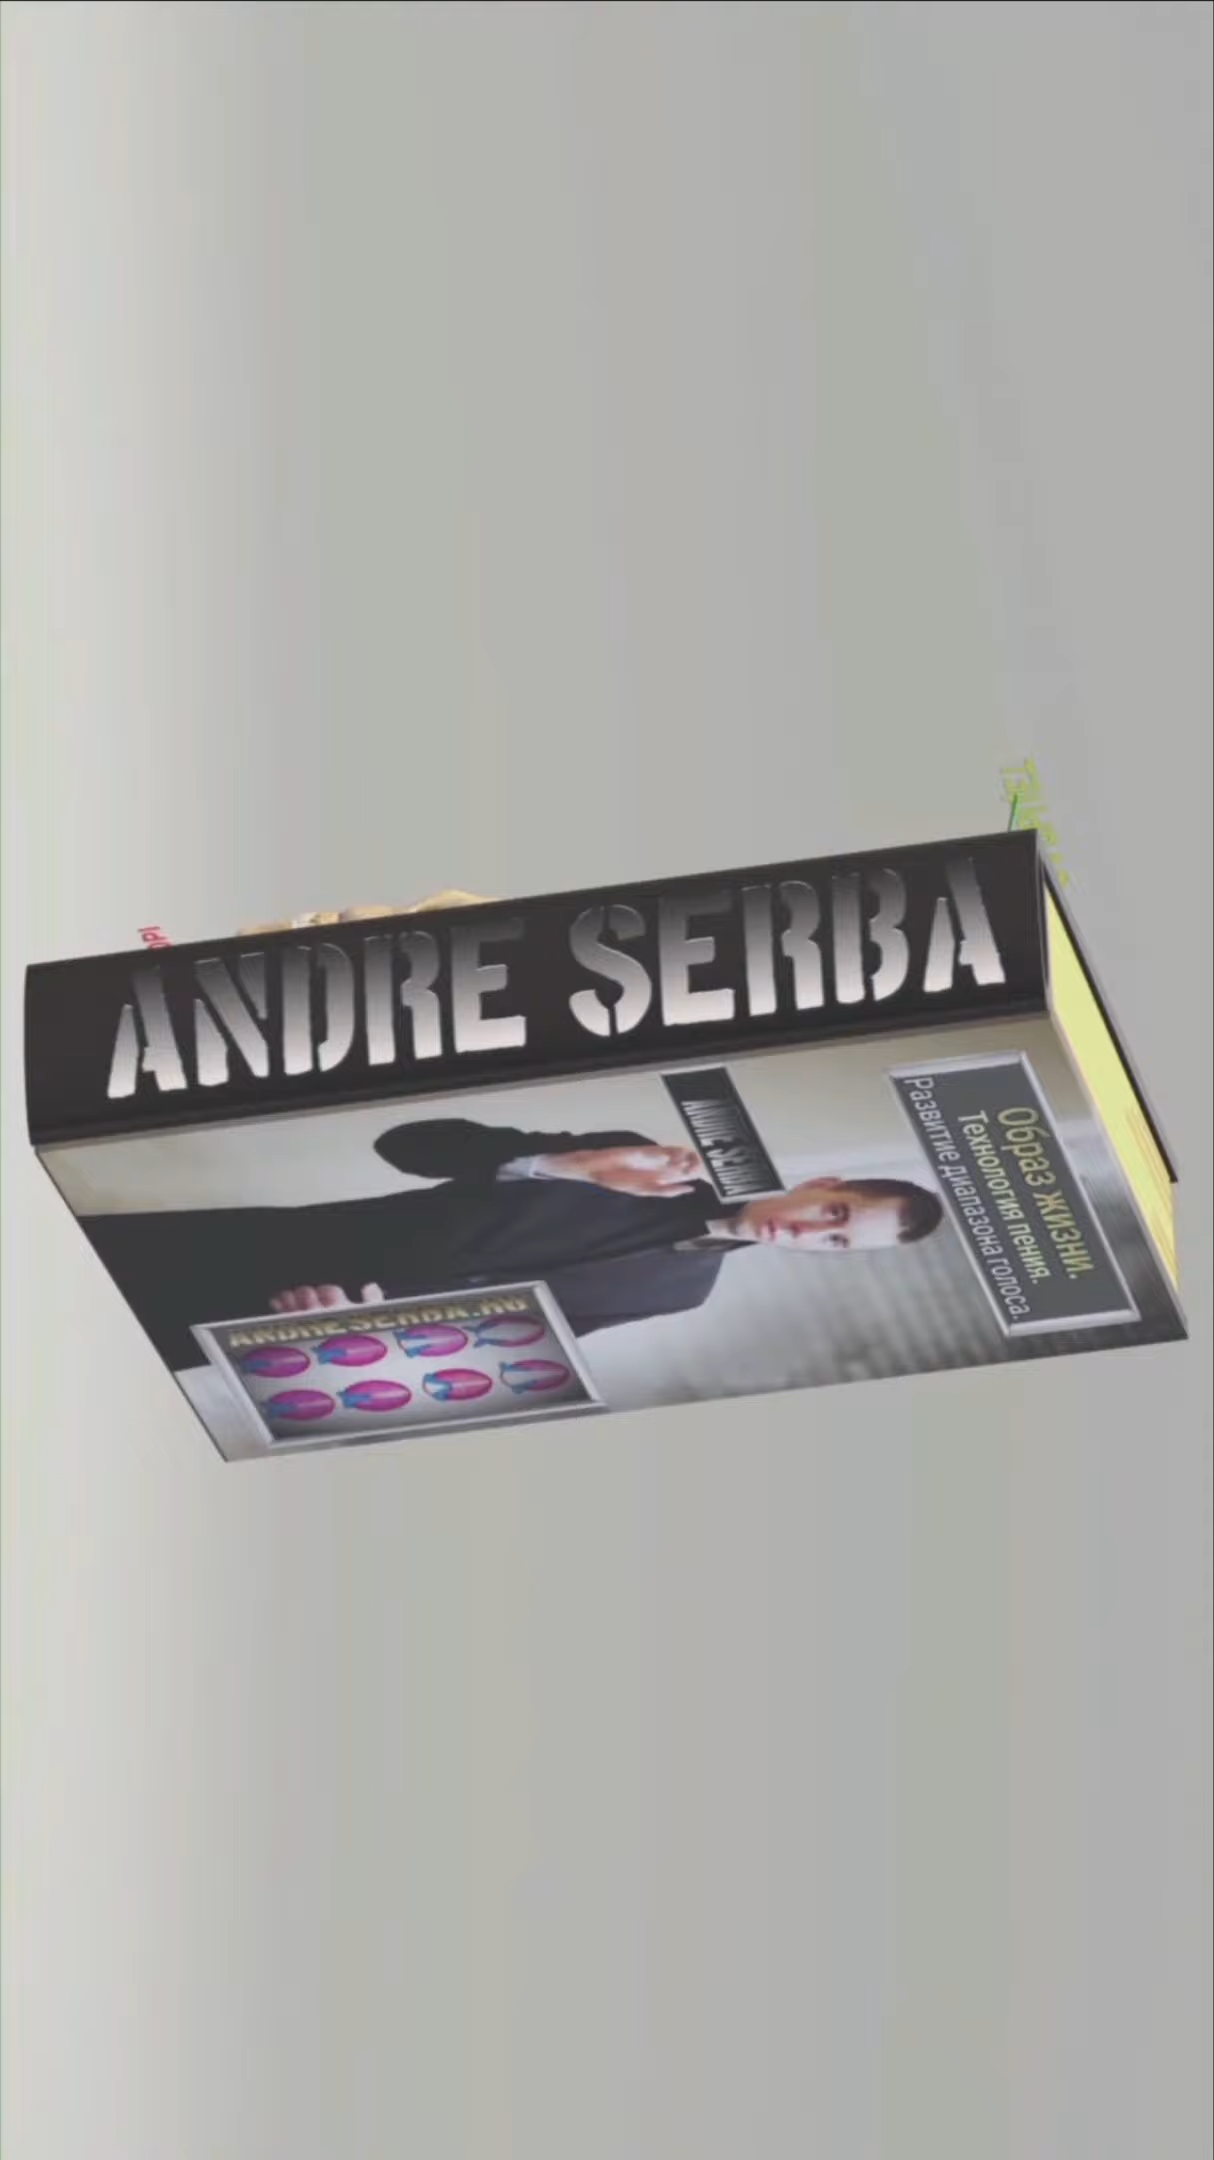 ANDRE SERBA
Образ жизни.
Технология пения.
Развитие диапазона голоса.
ANDRE SERBA
ANDRESERBA.RU